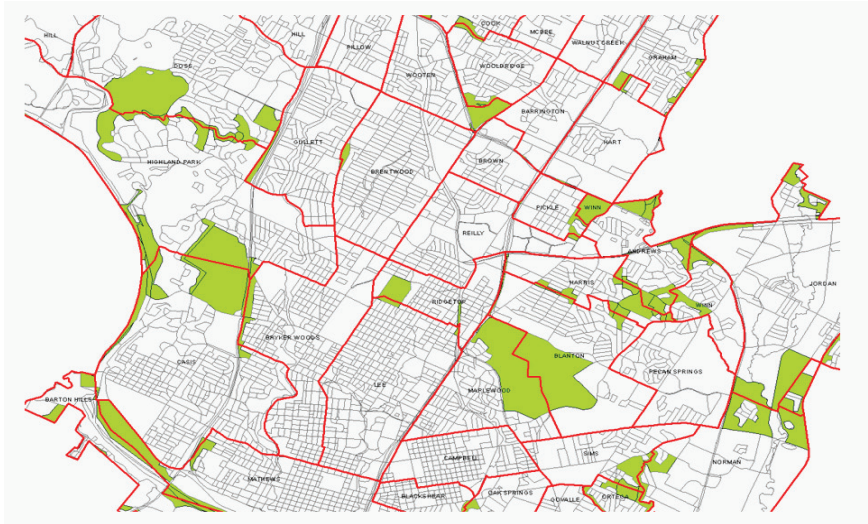 COOK
HILL
HILL
MCBEE
PILLOW
WALNUT CREEK
WOOTEN
GRAHAM
DOSS
WOOLDRIDGE
BARRINGTON
GULLETT
HART
HIGHLAND PARK
BROWN
BRENTWOOD
PICKLE
WINN
REILLY
ANDREWS
HARRIS
JORDAN
RIDGETOP
WINN
BRYKER WOODS
BLANTON
CASIS
PECAN SPRINGS
LEE
MAPLEWOOD
BARTON HILLS
SIMS
CAMPBELL
NORMAN
MATHEWS
OAK SPRINGS
BLACKSHEAR
ORTEGA
GOVALLE